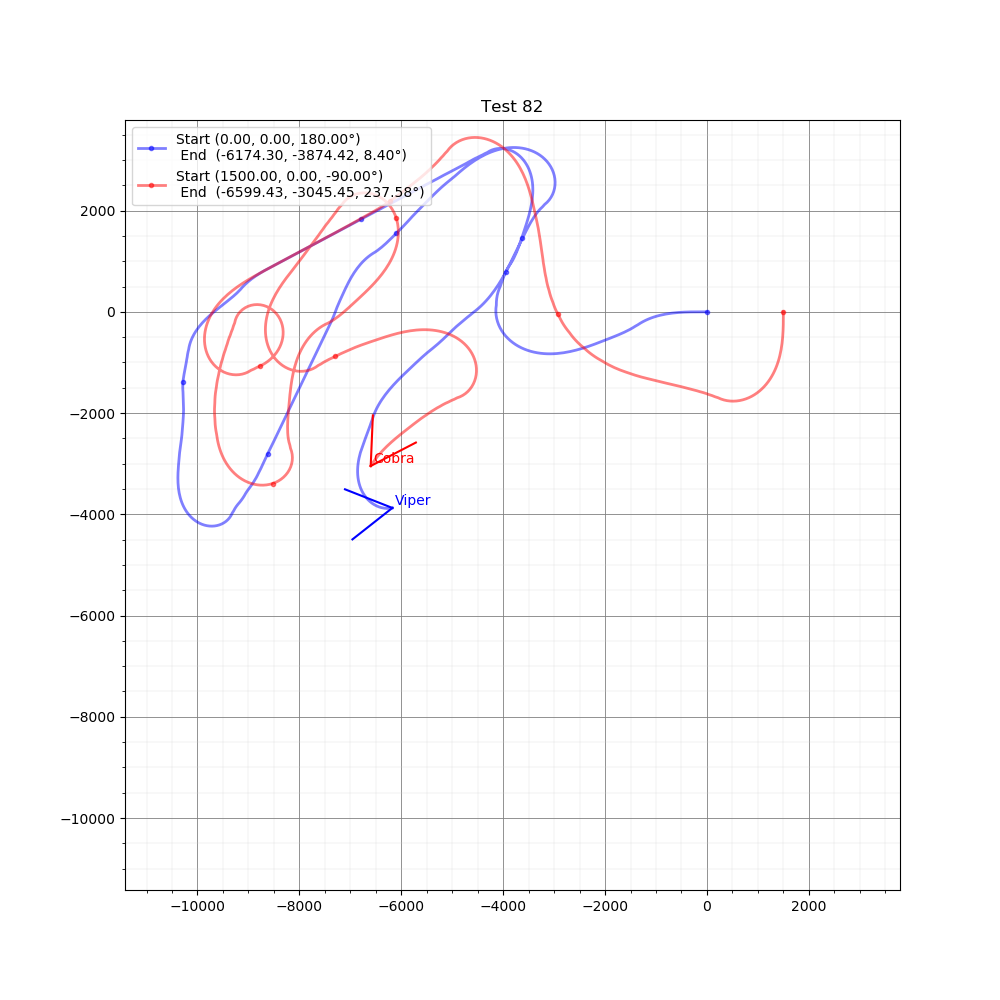 Test 82
Start (0.00, 0.00, 180.00°)
End (-6174.30, -3874.42, 8.40°)
Start (1500.00, 0.00, -90.00°)
End (-6599.43, -3045.45, 237.58°)
2000
0
−2000
−4000
−6000
−8000
−10000
Cobra
Viper
−10000
−8000
−6000
−4000
−2000
0
2000